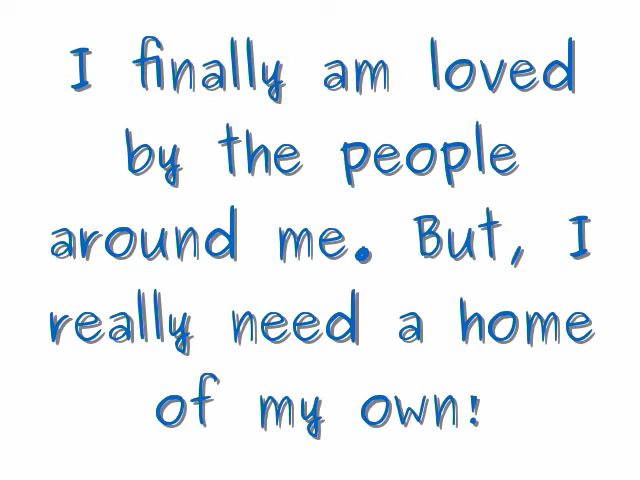 I finally am loved
by the people
around me. But, I
really need a home
of my own!